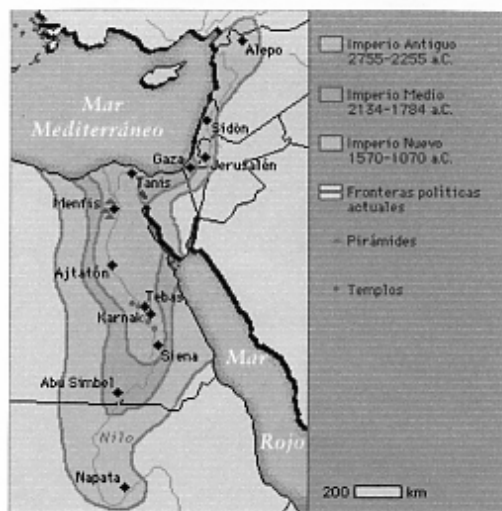 Alepo
Mar
Mediterráneo
Sidón
Gaza
Jerusalén
Tanis
Menfis
Ajtatón
Tebas
Karnak
Siena
Abu Simbel
Mar
Rojo
Nilo
Napata
Imperio Antiguo
2755-2255 a.C.
Imperio Medio
2134-1784 a.C.
Imperio Nuevo
1570-1070 a.C.
Fronteras políticas
actuales
Pirámides
Templos
200 km